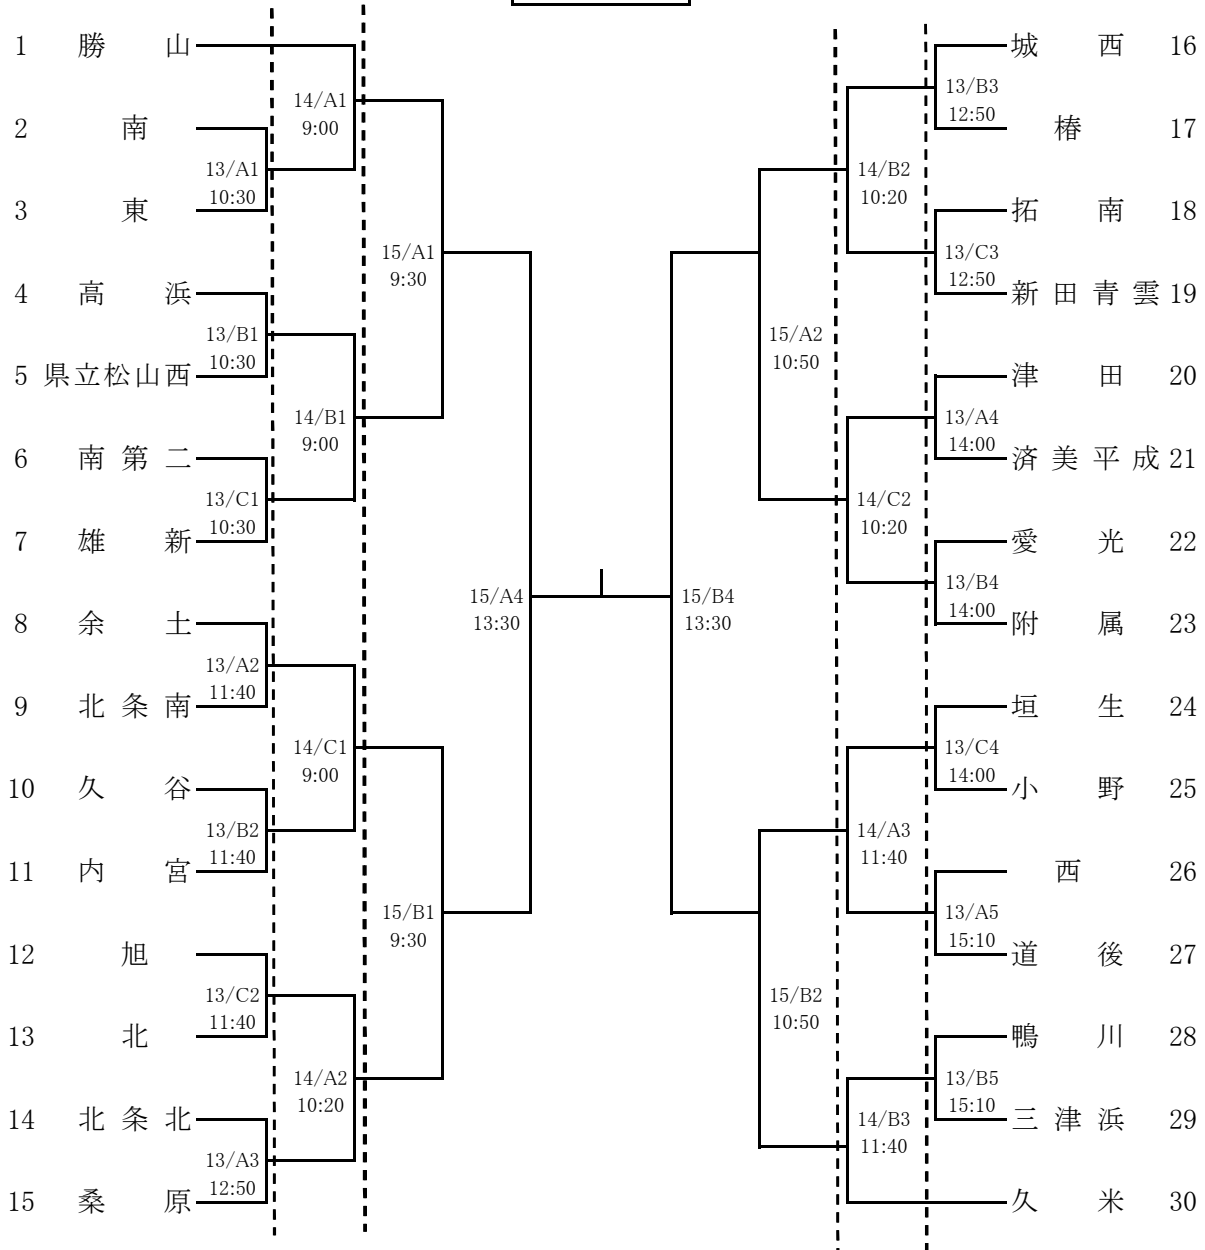 1 勝山
2 南
3 東
4 高浜
5 県立松山西
6 南第二
7 雄新
8 余土
9 北条南
10 久谷
11 内宮
12 旭
13 北
14 北条北
15 桑原
13/A1
10:30
13/B1
10:30
13/C1
10:30
13/A2
11:40
13/B2
11:40
13/C2
11:40
13/A3
12:50
14/A1
9:00
14/B1
9:00
14/C1
9:00
14/A2
10:20
15/A1
9:30
15/B1
9:30
15/A4
13:30
15/B4
13:30
15/A2
10:50
15/B2
10:50
14/B2
10:20
14/C2
10:20
14/A3
11:40
14/B3
11:40
13/B3
12:50
13/C3
12:50
13/A4
14:00
13/B4
14:00
13/C4
14:00
13/A5
15:10
13/B5
15:10
城西 16
椿 17
拓南 18
新田青雲 19
津田 20
済美平成 21
愛光 22
附属 23
垣生 24
小野 25
西 26
道後 27
鴨川 28
三津浜 29
久米 30